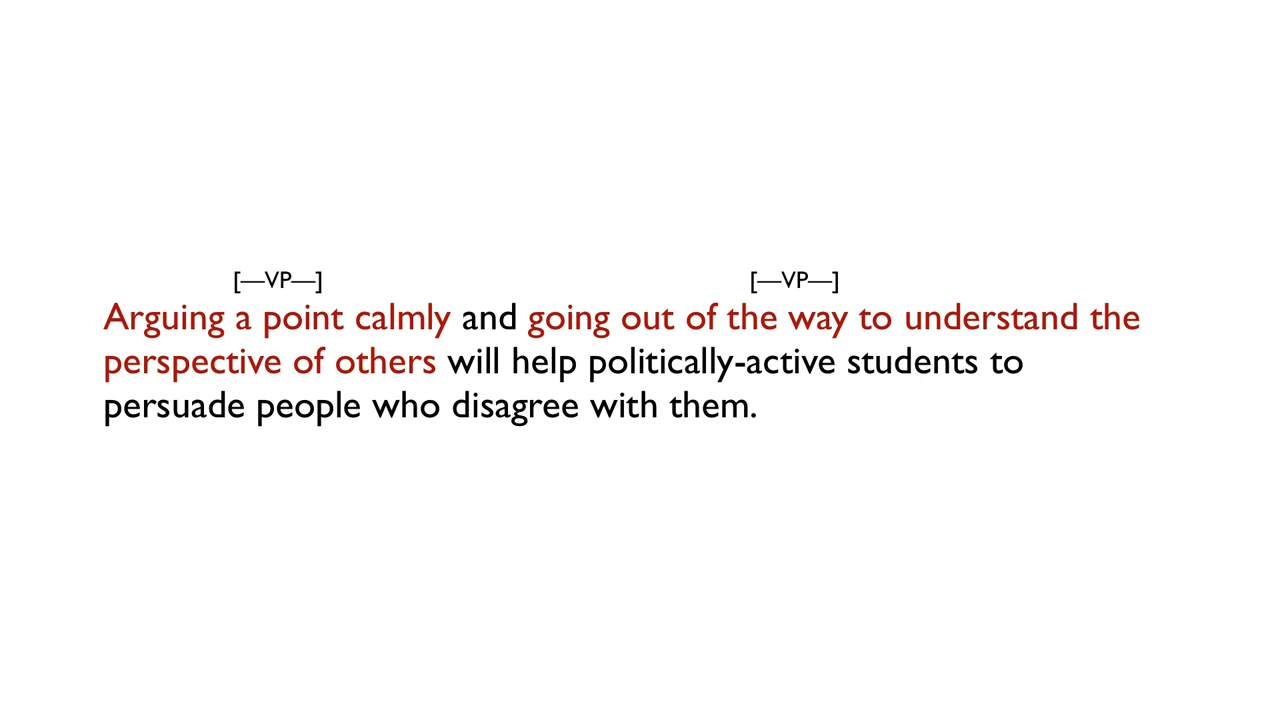 [—VP—] [—VP—]
Arguing a point calmly and going out of the way to understand the
perspective of others will help politically-active students to
persuade people who disagree with them.